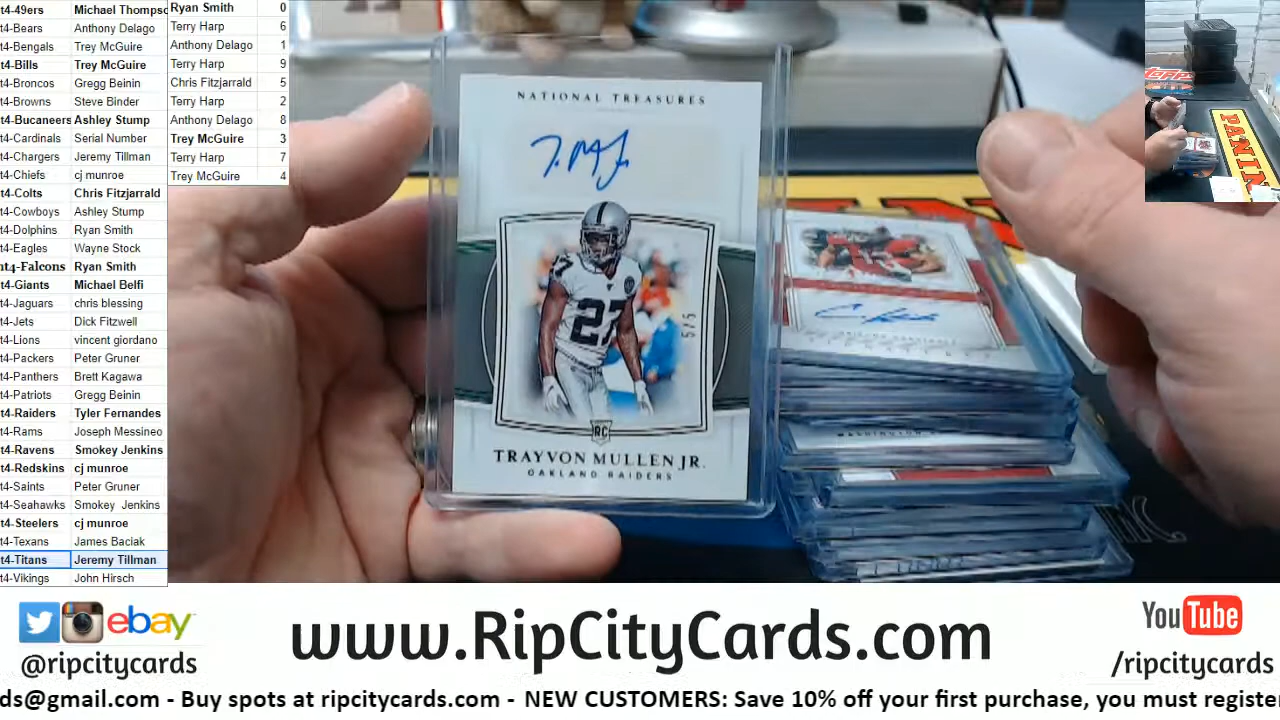 t4-49ers Michael Thompsc
t4-Bears Anthony Delago
t4-Bengals Trey McGuire
t4-Bills Trey McGuire
t4-Broncos Gregg Beinin
t4-Browns Steve Binder
t4-Bucaneers Ashley Stump
t4-Cardinals Serial Number
t4-Chargers Jeremy Tillman
t4-Chiefs cj munroe
t4-Colts Chris Fitzjarrald
t4-Cowboys Ashley Stump
t4-Dolphins Ryan Smith
t4-Eagles Wayne Stock
nt4-Falcons Ryan Smith
t4-Giants Michael Belfi
t4-Jaguars chris blessing
t4-Jets Dick Fitzwell
t4-Lions vincent giordano
t4-Packers Peter Gruner
t4-Panthers Brett Kagawa
t4-Patriots Gregg Beinin
t4-Raiders Tyler Fernandes
t4-Rams Joseph Messineo
t4-Ravens Smokey Jenkins
t4-Redskins cj munroe
t4-Saints Peter Gruner
t4-Seahawks Smokey Jenkins
t4-Steelers cj munroe
t4-Texans James Baciak
t4-Titans Jeremy Tillman
t4-Vikings John Hirsch
Ryan Smith 0
Terry Harp 6
Anthony Delago 1
Terry Harp 9
Chris Fitzjarrald 5
Terry Harp 2
Anthony Delago 8
Trey McGuire 3
Terry Harp 7
Trey McGuire 4
NATIONAL TREASURES
27
5/5
RC
TRAYVON MULLEN JR.
OAKLAND RAIDERS
TOPPS
PANINI
ebay
@ripcitycards
www.RipCityCards.com
YouTube
/ripcitycards
ds@gmail.com - Buy spots at ripcitycards.com - NEW CUSTOMERS: Save 10% off your first purchase, you must register